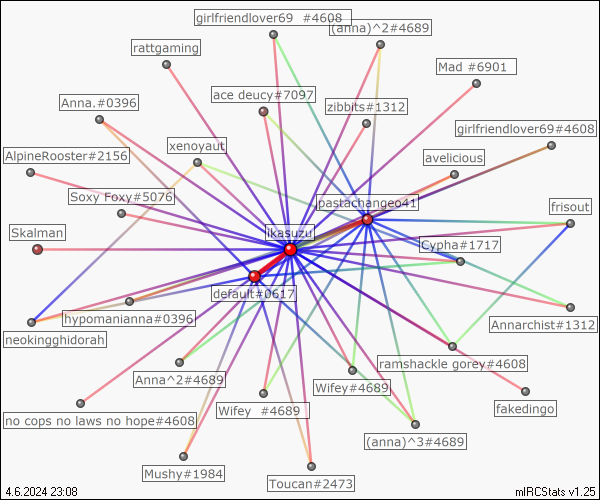 girlfriendlover69  #4608
(anna)^2#4689
rattgaming
Mad #6901
ace deucy#7097
Anna.#0396
zibbits#1312
girlfriendlover69#4608
xenoyaut
AlpineRooster#2156
avelicious
Soxy Foxy#5076
pastachangeo41
frisout
Skalman
ikasuzu
Cypha#1717
default#0617
hypomanianna#0396
Annarchist#1312
neokingghidorah
ramshackle gorey#4608
Anna^2#4689
Wifey#4689
fakedingo
no cops no laws no hope#4608
Wifey  #4689
(anna)^3#4689
Mushy#1984
Toucan#2473
4.6.2024 23:08
mIRCStats v1.25